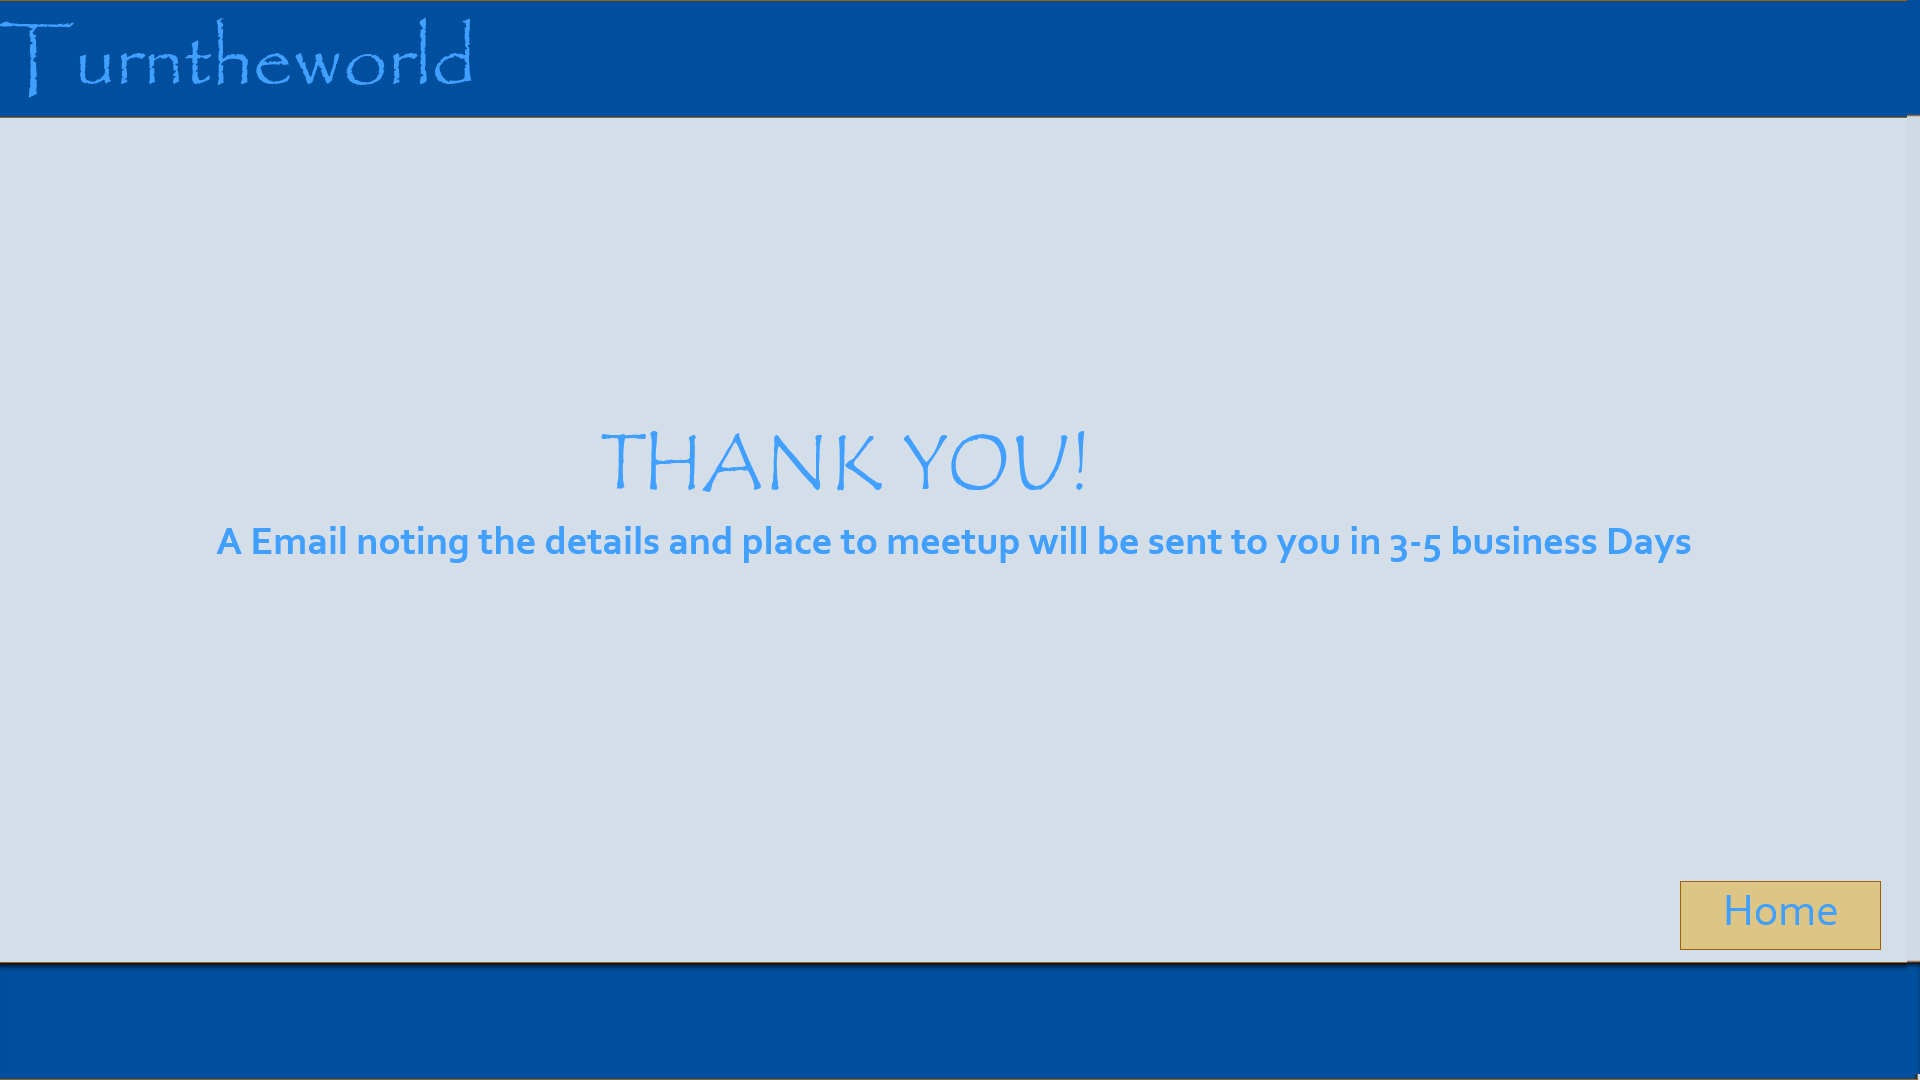 Turntheworld
THANK YOU!
A Email noting the details and place to meetup will be sent to you in 3-5 business Days
Home